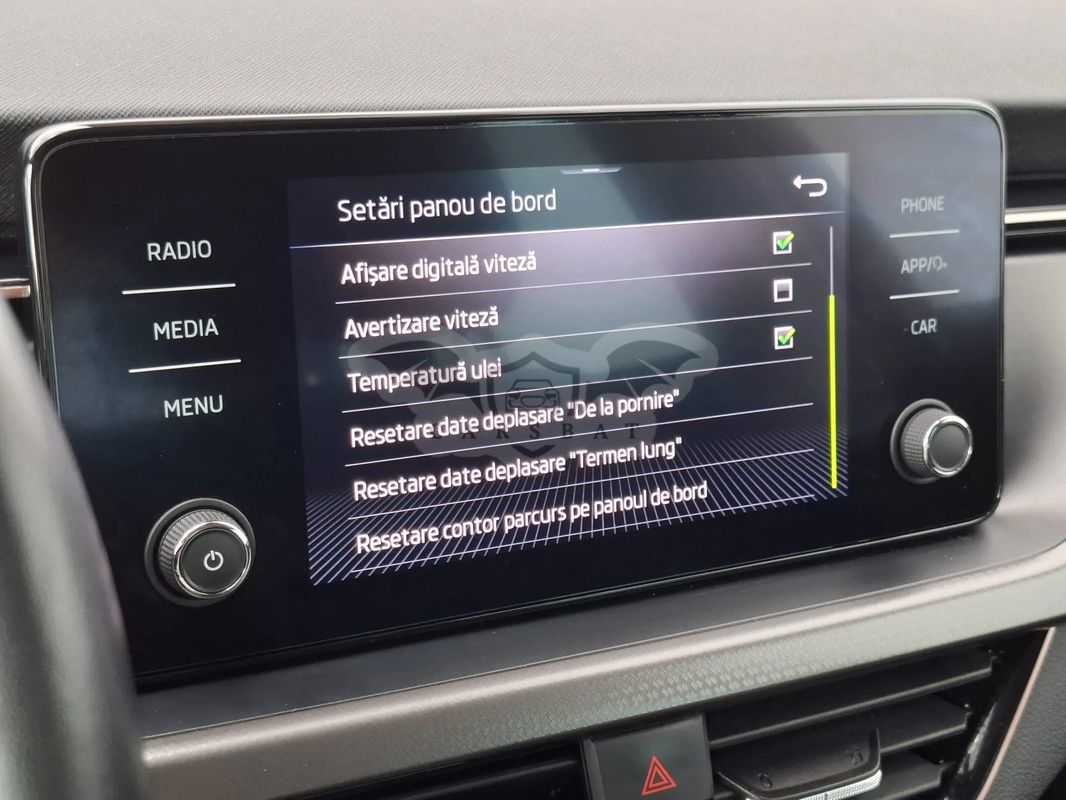 RADIO
MEDIA
MENU
Setări panou de bord
Afișare digitală viteză
Avertizare viteză
Temperatură ulei
Resetare date deplasare "De la pornire"
Resetare date deplasare "Termen lung"
Resetare contor parcurs pe panoul de bord
CARSBAT
PHONE
APP/
CAR